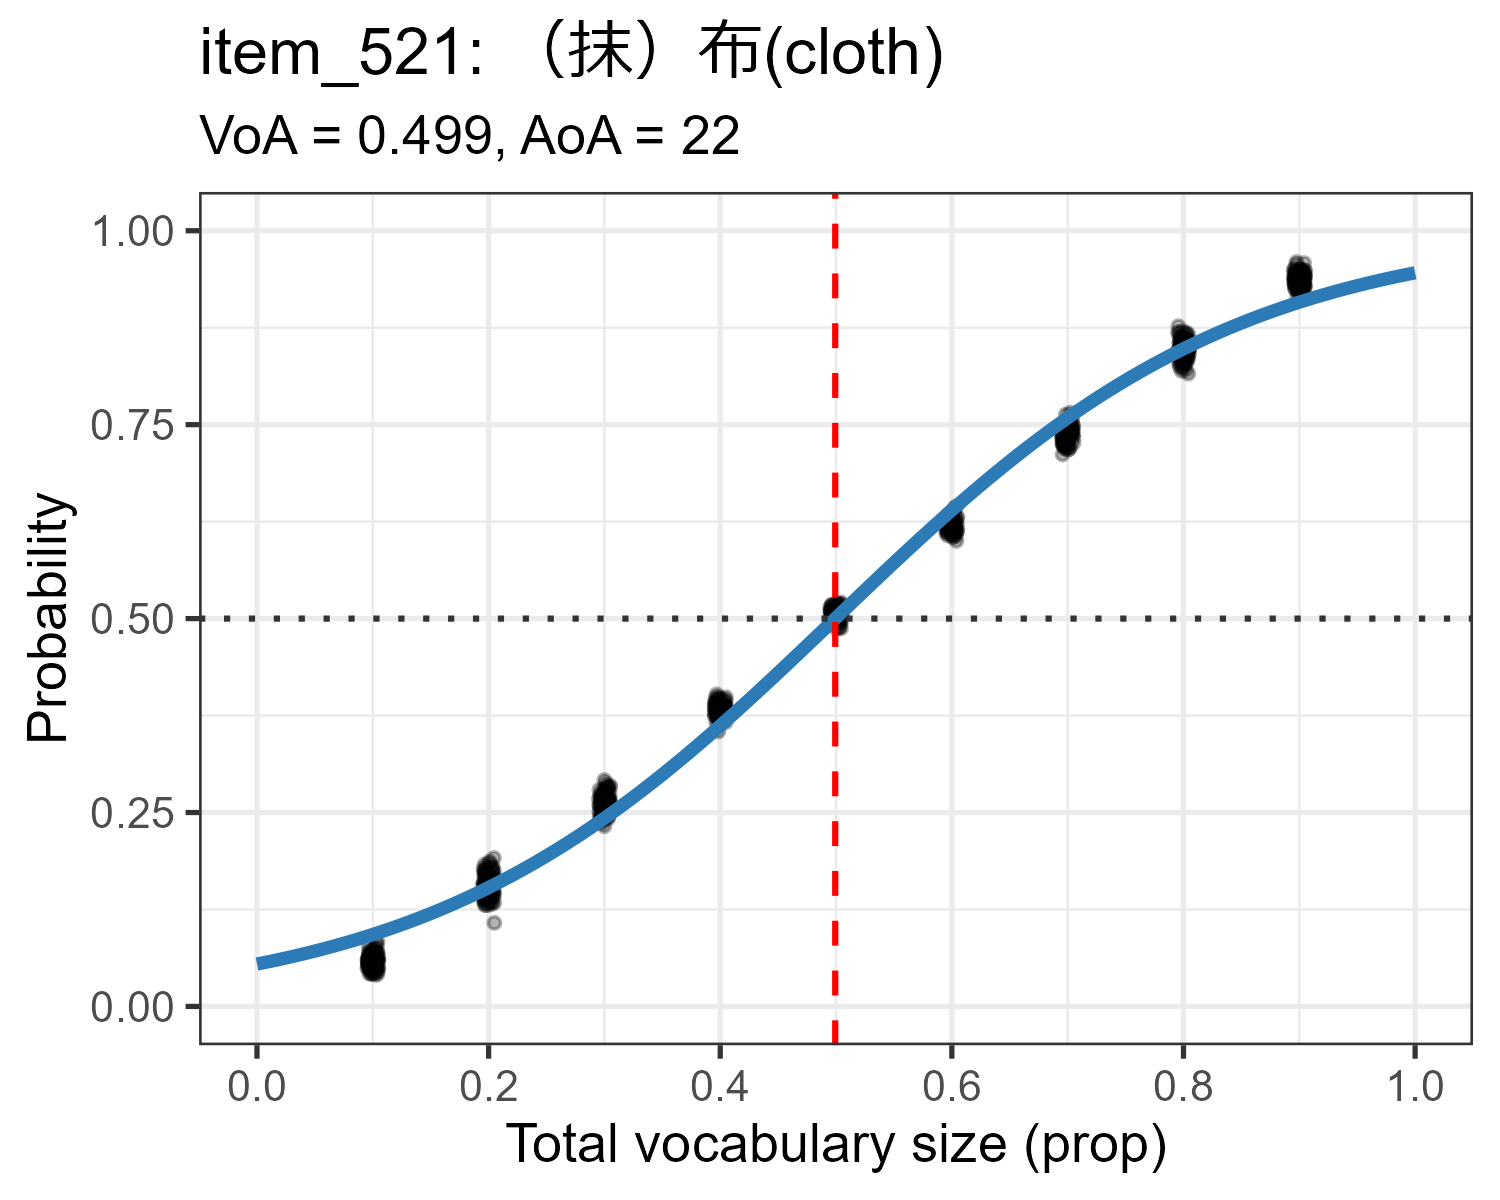 item_521: （抹）布(cloth)
VoA = 0.499, AoA = 22
Probability
1.00
0.75
0.50
0.25
0.00
0.0 0.2 0.4 0.6 0.8 1.0
Total vocabulary size (prop)